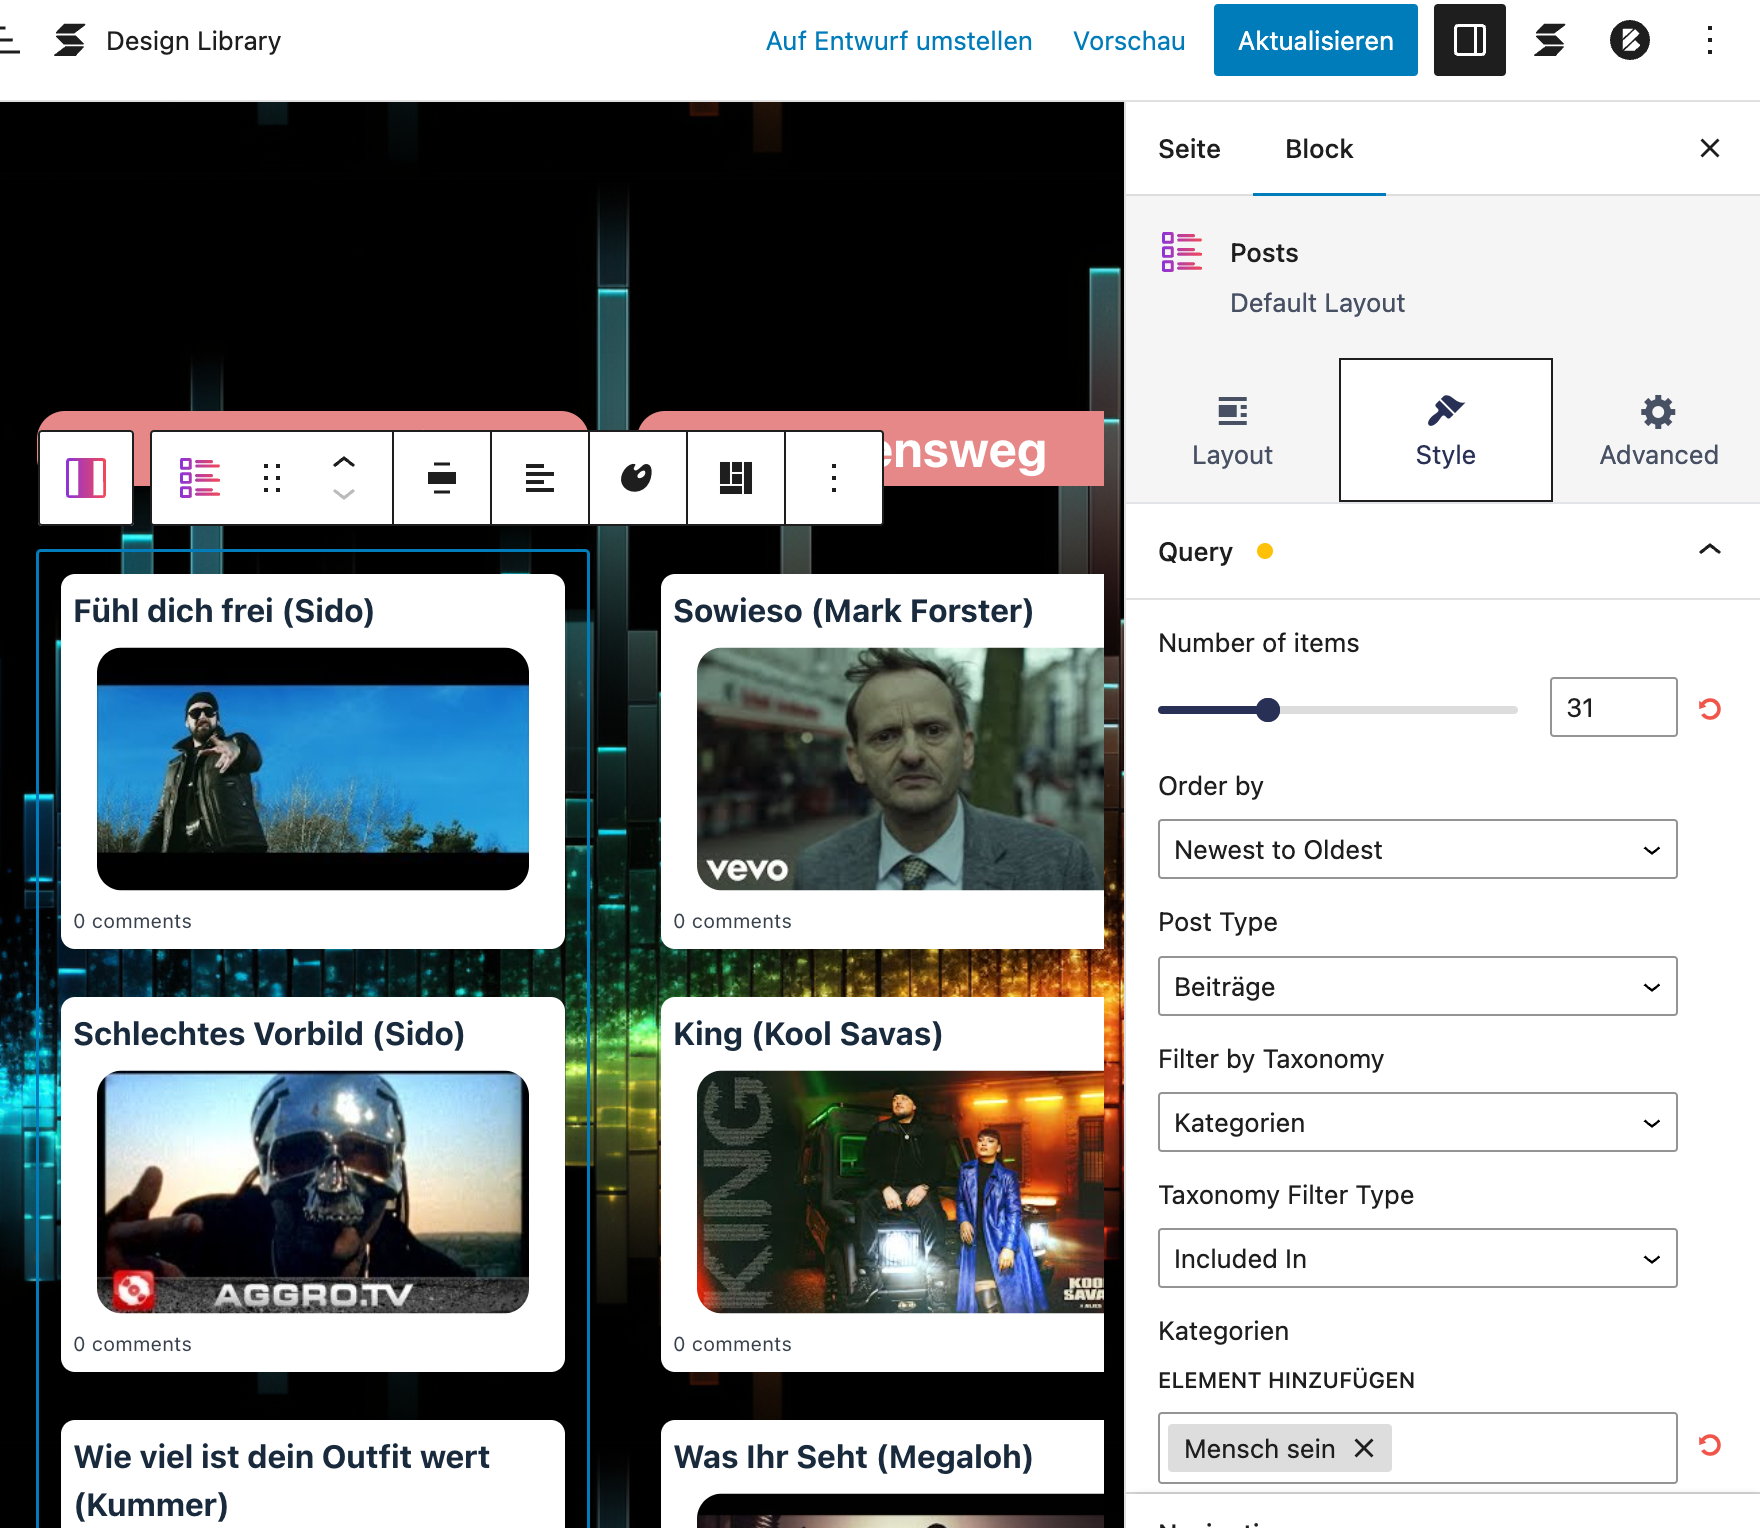 Design Library
Auf Entwurf umstellen
Vorschau
Aktualisieren
Seite
Block
Posts
Default Layout
Layout
Style
Advanced
Query
Number of items
31
Order by
Newest to Oldest
Post Type
Beiträge
Filter by Taxonomy
Kategorien
Taxonomy Filter Type
Included In
Kategorien
ELEMENT HINZUFÜGEN
Mensch sein
ensweg
Fühl dich frei (Sido)
0 comments
Sowieso (Mark Forster)
vevo
0 comments
Schlechtes Vorbild (Sido)
AGGRO.TV
0 comments
King (Kool Savas)
KING
KOO
SAVA
0 comments
Wie viel ist dein Outfit wert
(Kummer)
Was Ihr Seht (Megaloh)